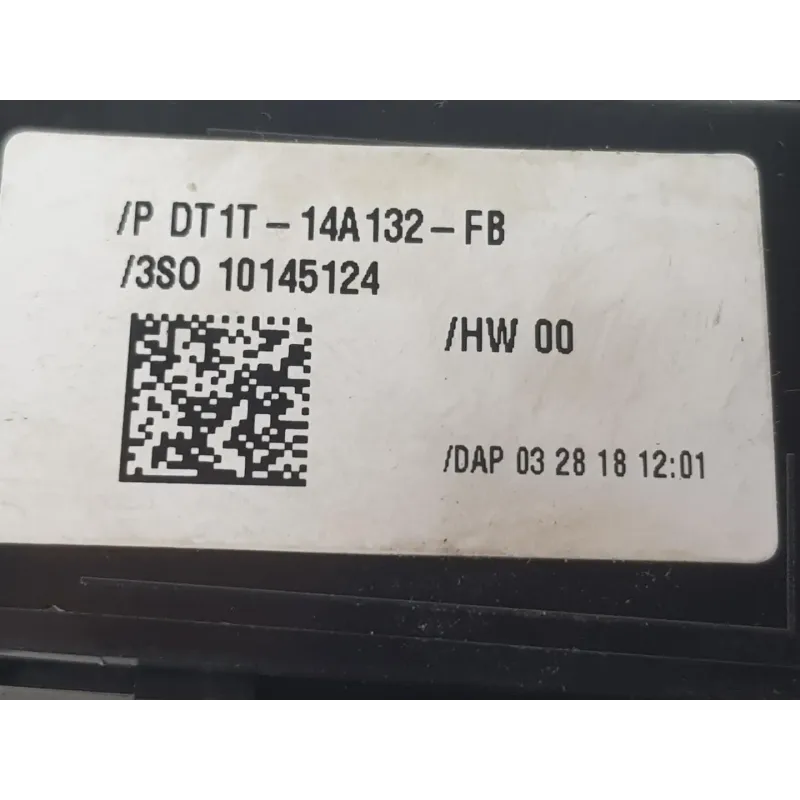 /P DT1T-14A132-FB
/3SO 10145124
/HW 00
/DAP 03 28 18 12:01